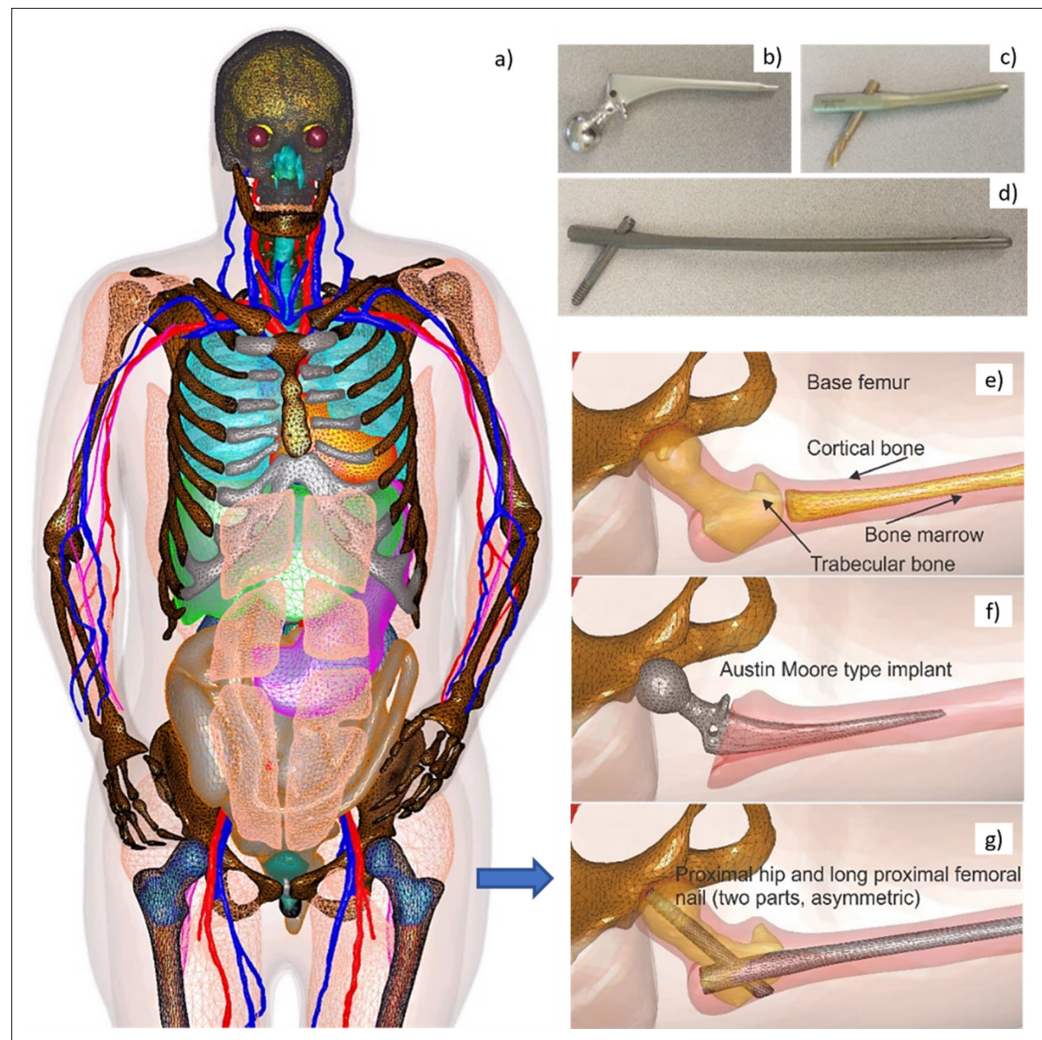 a)
b)
c)
d)
e)
Base femur
Cortical bone
Bone marrow
Trabecular bone
f)
Austin Moore type implant
g)
Proximal hip and long proximal femoral
nail (two parts, asymmetric)